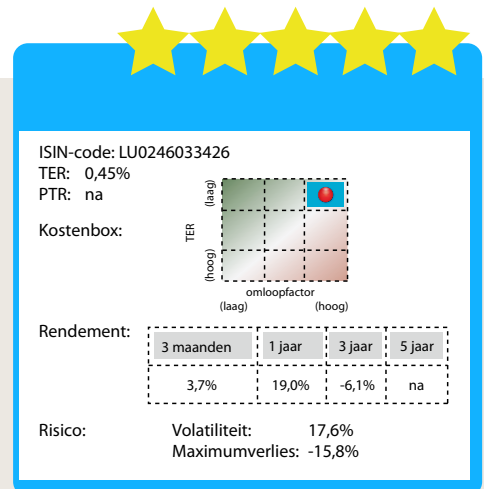 ISIN-code: LU0246033426
TER: 0,45%
PTR: na
Kostenbox:
TER
(laag)
(hoog)
omloopfactor
(laag) (hoog)
Rendement:
3 maanden 1 jaar 3 jaar 5 jaar
3,7% 19,0% -6,1% na
Risico: Volatiliteit: 17,6%
Maximumverlies: -15,8%